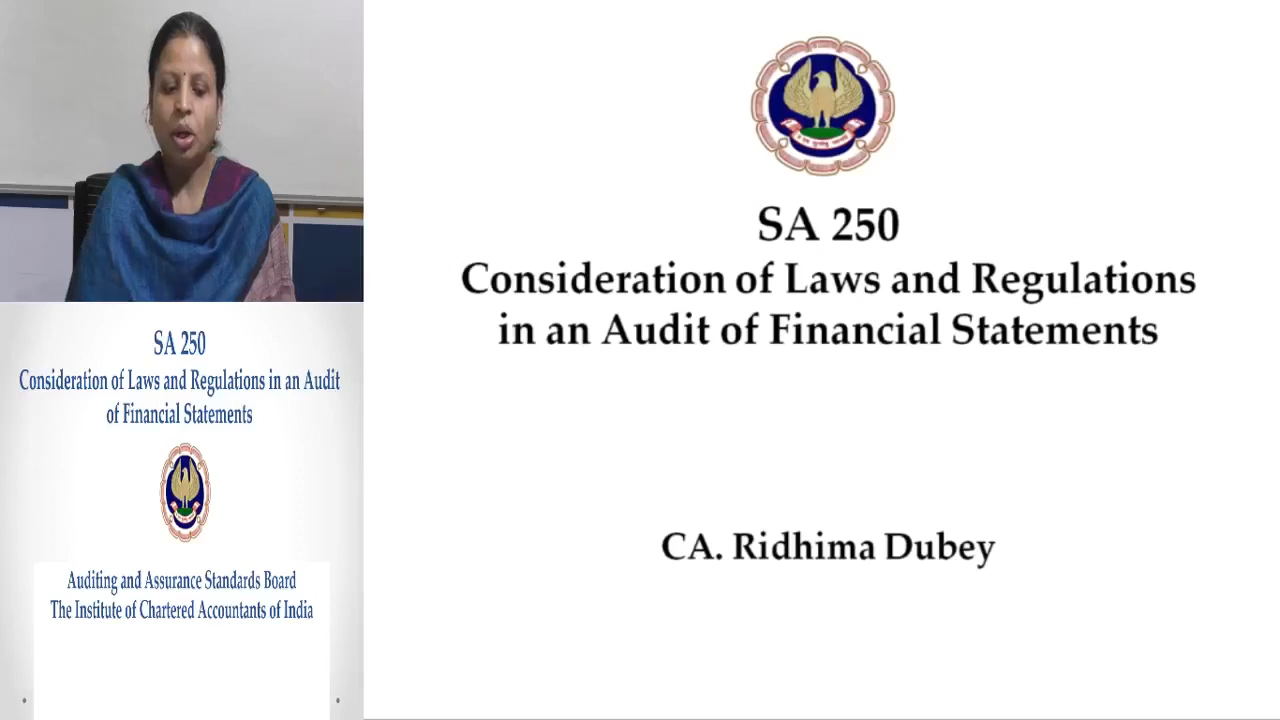 SA 250
Consideration of Laws and Regulations
in an Audit of Financial Statements
CA. Ridhima Dubey
SA 250
Consideration of Laws and Regulations in an Audit
of Financial Statements
Auditing and Assurance Standards Board
The Institute of Chartered Accountants of India